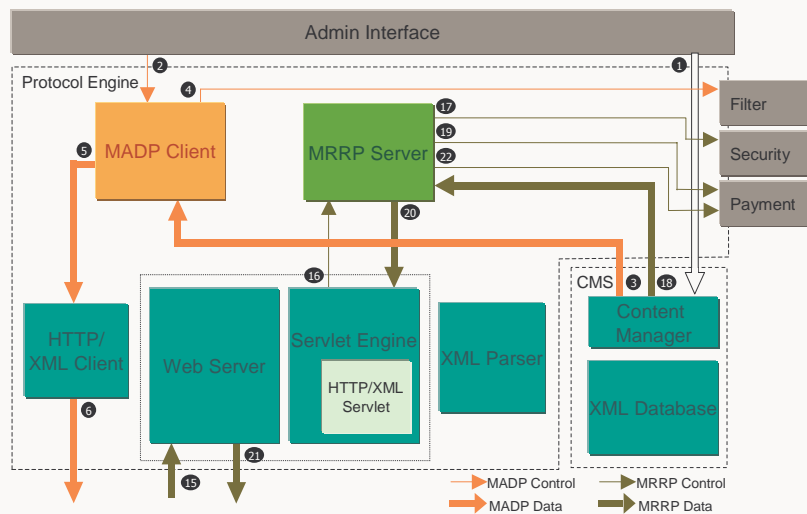 Admin Interface
2
1
Protocol Engine
4
Filter
17
5
MADP Client
MRRP Server
19
Security
22
Payment
20
16
3
18
CMS
HTTP/
XML Client
Web Server
Servlet Engine
HTTP/XML
Servlet
XML Parser
Content
Manager
XML Database
6
21
15
MADP Control
MRRP Control
MADP Data
MRRP Data